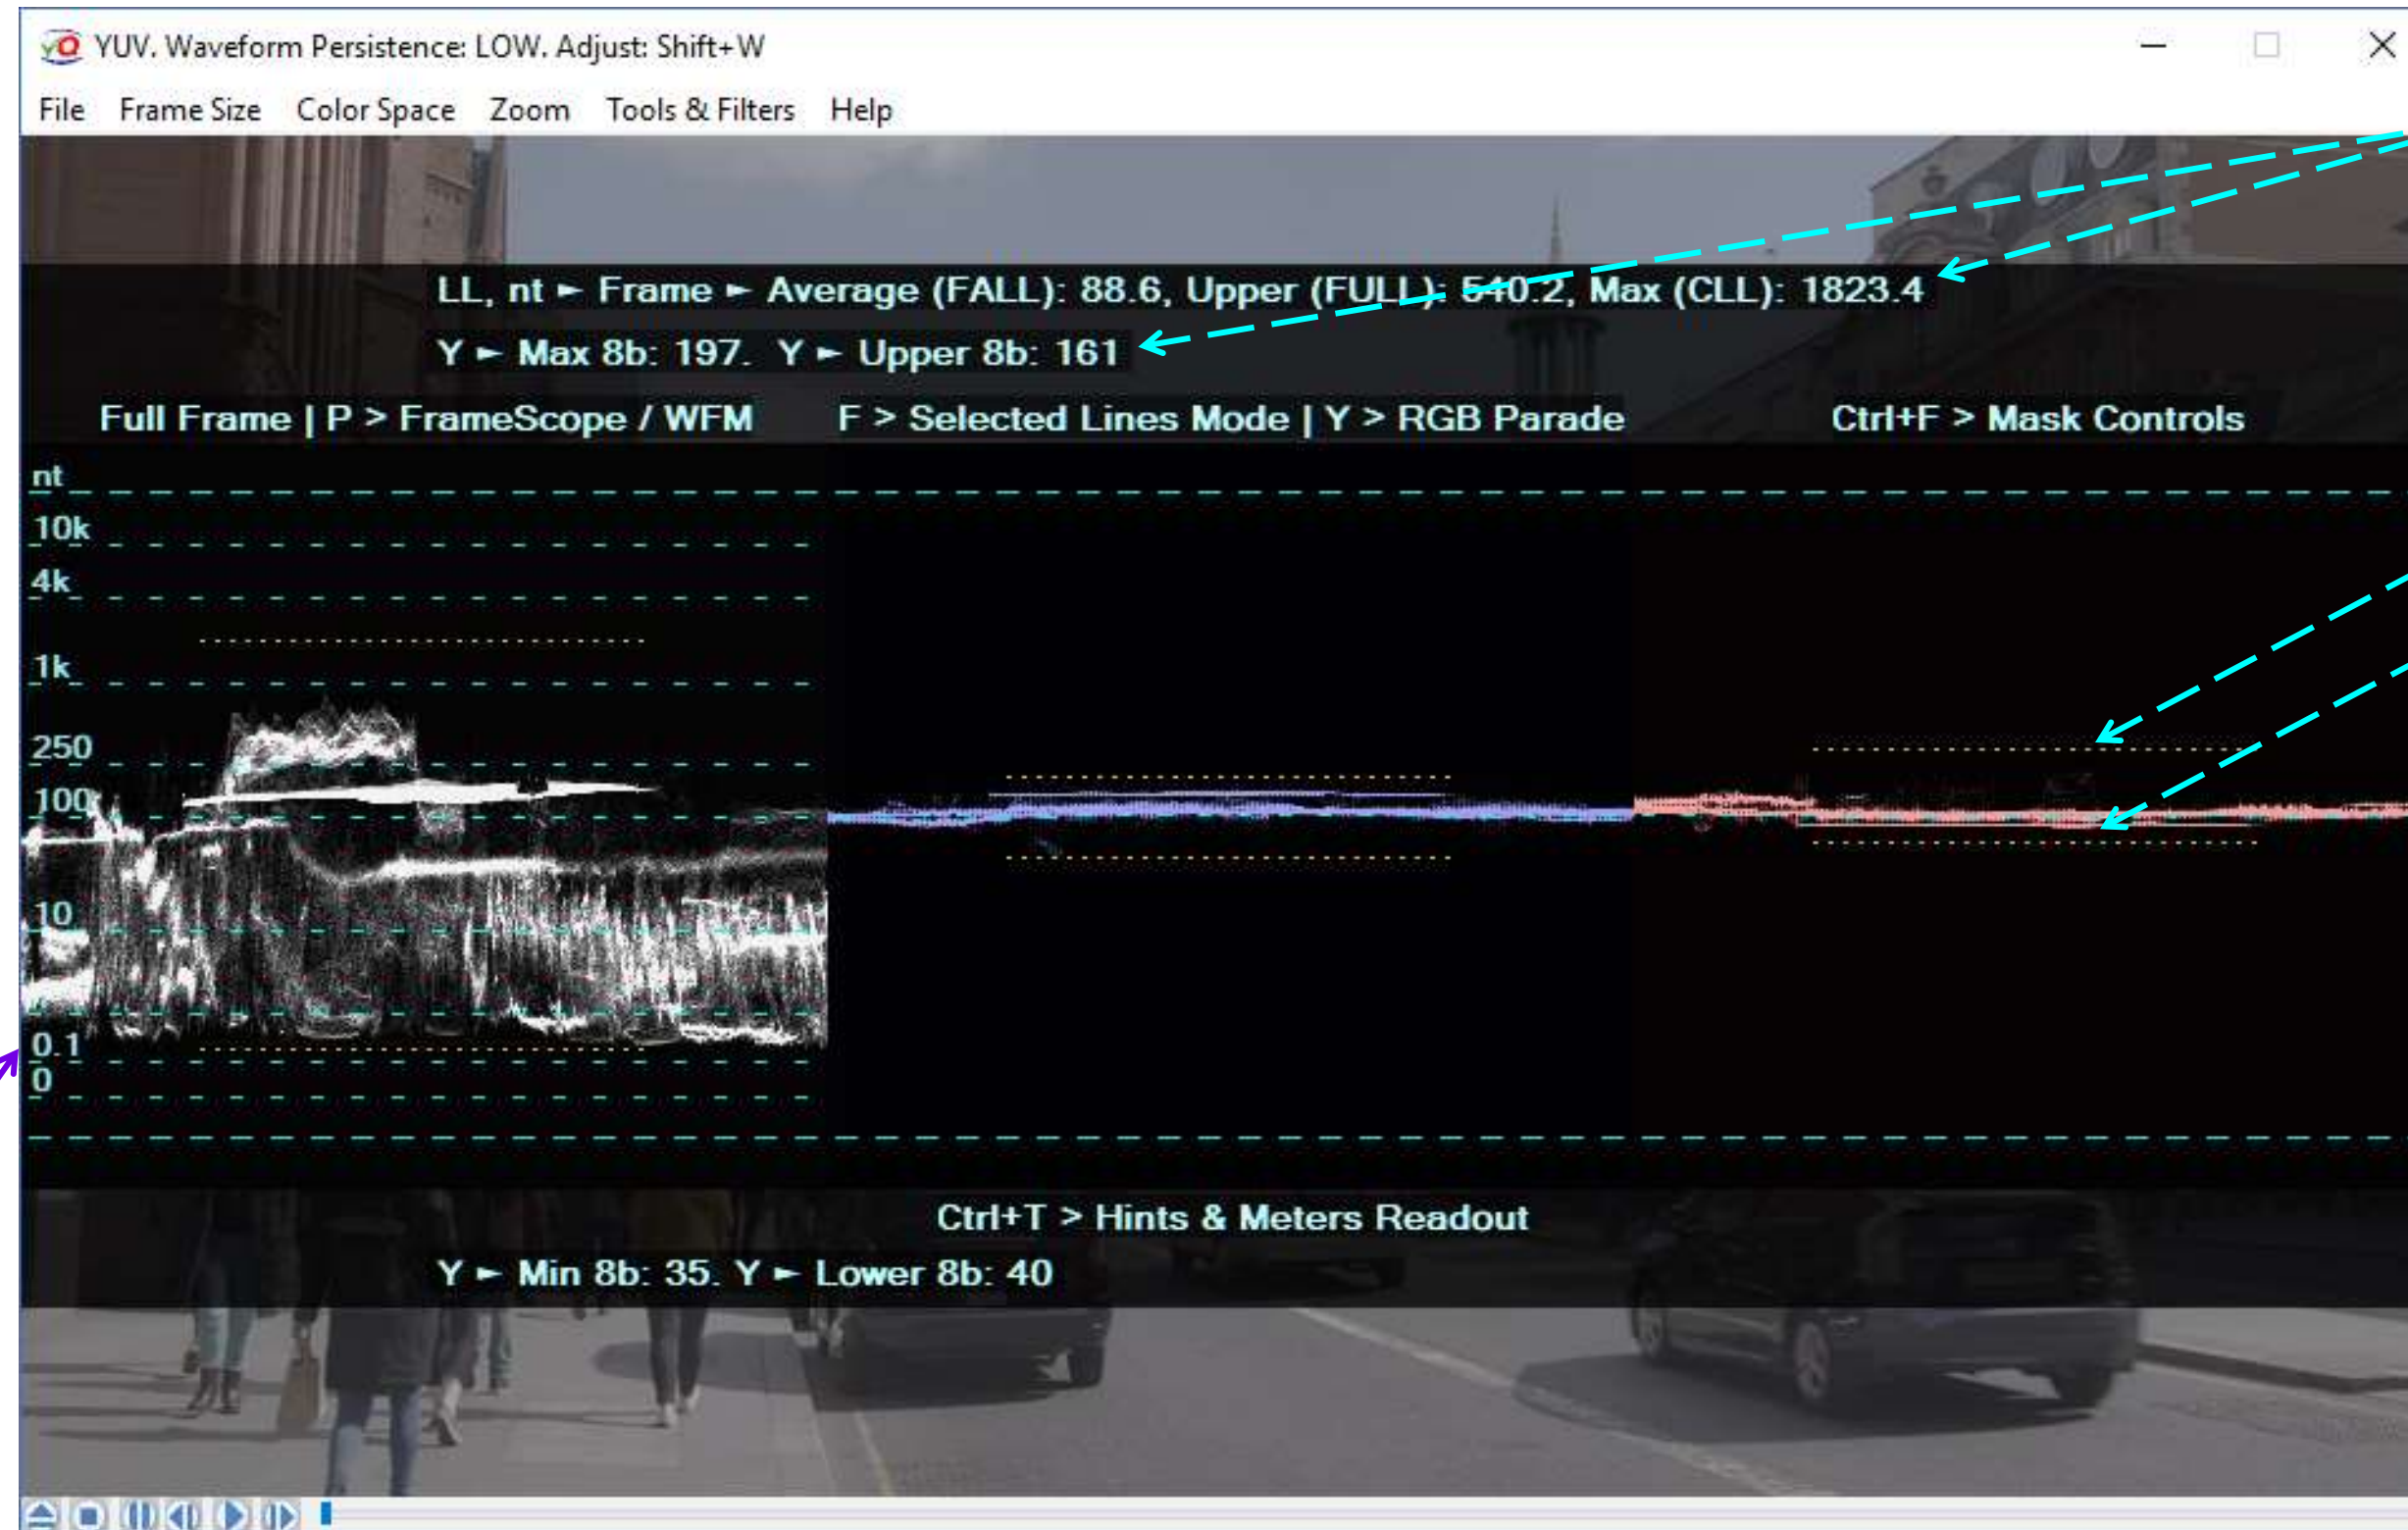 YUV. Waveform Persistence: LOW. Adjust: Shift+W
File Frame Size Color Space Zoom Tools & Filters Help
LL, nt ► Frame ► Average (FALL): 88.6, Upper (FULL): 540.2, Max (CLL): 1823.4
Y ► Max 8b: 197. Y ► Upper 8b: 161
Full Frame | P > FrameScope / WFM F > Selected Lines Mode | Y > RGB Parade Ctrl+F > Mask Controls
nt
10k
4k
1k
250
100
10
0.1
0
Ctrl+T > Hints & Meters Readout
Y ► Min 8b: 35. Y ► Lower 8b: 40